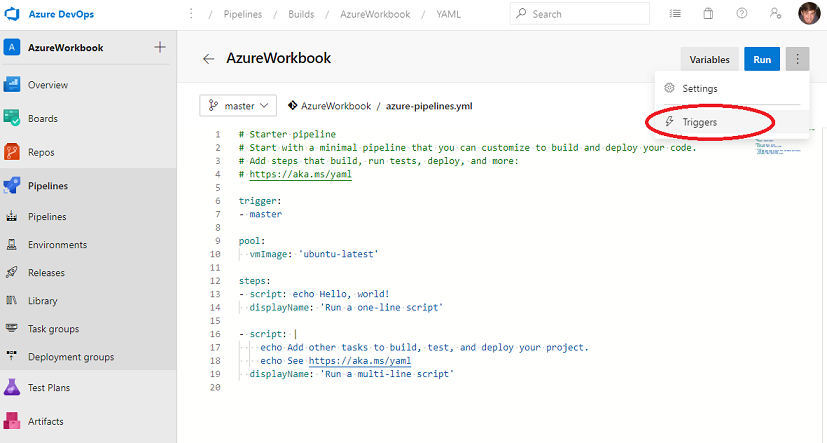 Azure DevOps
/ Pipelines / Builds / AzureWorkbook / YAML
Search
A AzureWorkbook +
Overview
Boards
Repos
Pipelines
Pipelines
Environments
Releases
Library
Task groups
Deployment groups
Test Plans
Artifacts
AzureWorkbook
Variables
Run
Settings
Triggers
master
AzureWorkbook / azure-pipelines.yml
1 # Starter pipeline
2 # Start with a minimal pipeline that you can customize to build and deploy your code.
3 # Add steps that build, run tests, deploy, and more:
4 # https://aka.ms/yaml
5
6 trigger:
7 - master
8
9 pool:
10 vmImage: 'ubuntu-latest'
11
12 steps:
13 - script: echo Hello, world!
14 displayName: 'Run a one-line script'
15
16 - script: |
17 echo Add other tasks to build, test, and deploy your project.
18 echo See https://aka.ms/yaml
19 displayName: 'Run a multi-line script'
20